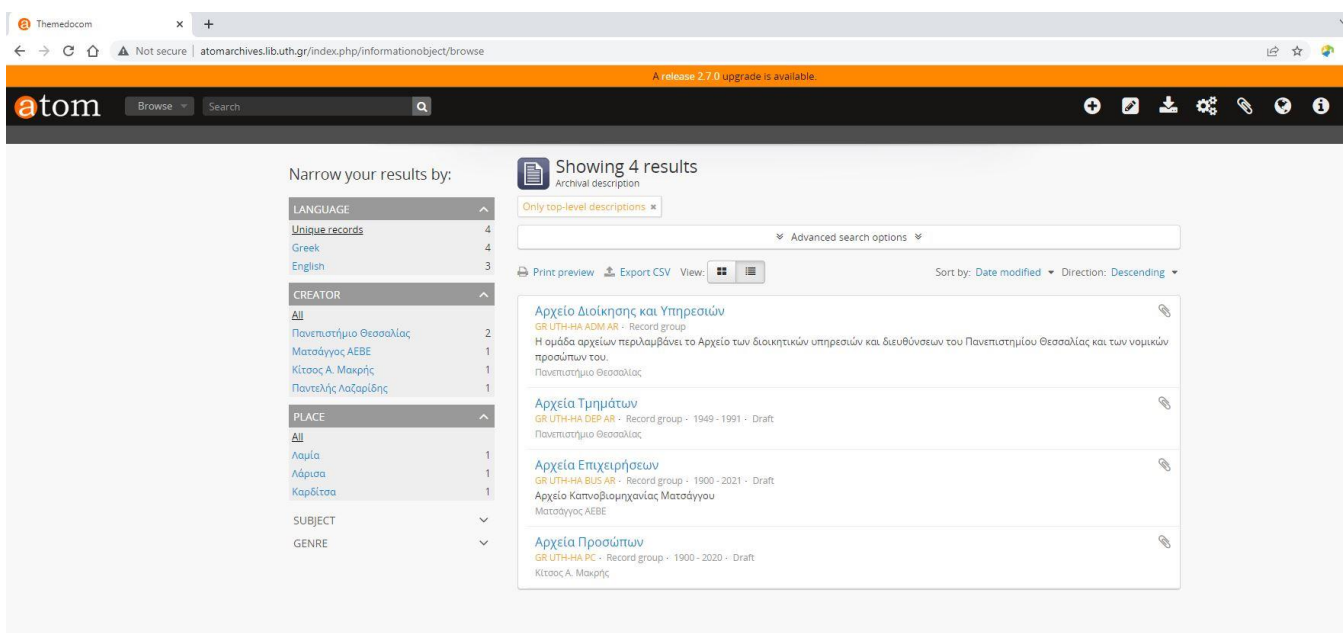 Themedocom
Not secure | atomarchives.lib.uth.gr/index.php/informationobject/browse
A release 2.7.0 upgrade is available.
atom
Browse
Search
Narrow your results by:
LANGUAGE
Unique records 4
Greek 4
English 3
CREATOR
All
Πανεπιστήμιο Θεσσαλίας 2
Ματσάγγος ΑΕΒΕ 1
Κίτσος Α. Μακρής 1
Παντελής Λαζαρίδης 1
PLACE
All
Λαμία 1
Λάρισα 1
Καρδίτσα 1
SUBJECT
GENRE
Showing 4 results
Archival description
Only top-level descriptions ×
Advanced search options
Print preview Export CSV View: Sort by: Date modified Direction: Descending
Αρχείο Διοίκησης και Υπηρεσιών
GR UTH-HA ADM AR · Record group
Η ομάδα αρχείων περιλαμβάνει το Αρχείο των διοικητικών υπηρεσιών και διευθύνσεων του Πανεπιστημίου Θεσσαλίας και των νομικών
προσώπων του.
Πανεπιστήμιο Θεσσαλίας
Αρχεία Τμημάτων
GR UTH-HA DEP AR · Record group · 1949 - 1991 · Draft
Πανεπιστήμιο Θεσσαλίας
Αρχεία Επιχειρήσεων
GR UTH-HA BUS AR · Record group · 1900 - 2021 · Draft
Αρχείο Καπνοβιομηχανίας Ματσάγγου
Ματσάγγος ΑΕΒΕ
Αρχεία Προσώπων
GR UTH-HA PC · Record group · 1900 - 2020 · Draft
Κίτσος Α. Μακρής